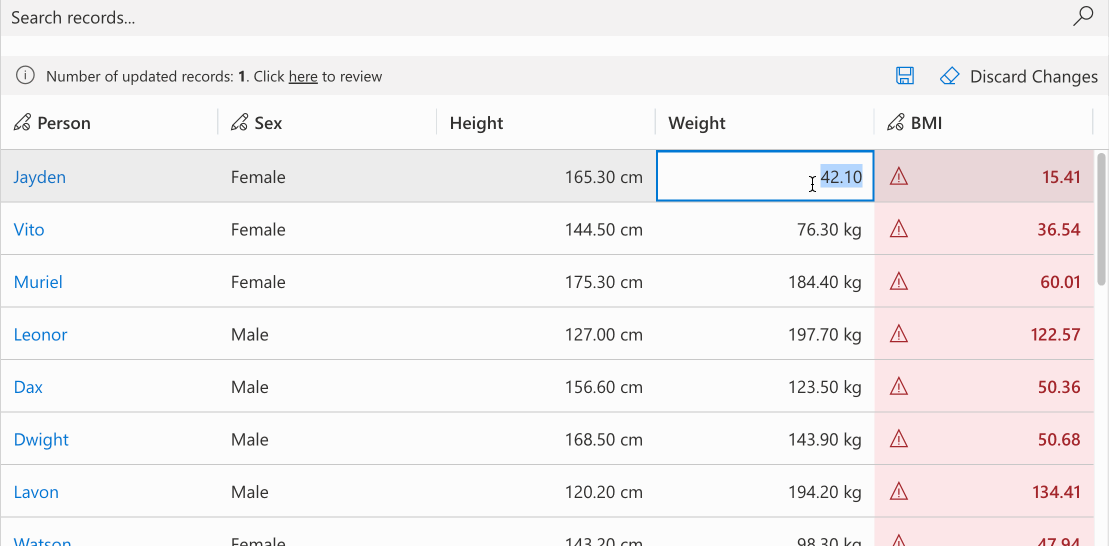 Search records...
Number of updated records: 1. Click here to review Discard Changes
Person Sex Height Weight BMI
Jayden Female 165.30 cm 42.10 15.41
Vito Female 144.50 cm 76.30 kg 36.54
Muriel Female 175.30 cm 184.40 kg 60.01
Leonor Male 127.00 cm 197.70 kg 122.57
Dax Male 156.60 cm 123.50 kg 50.36
Dwight Male 168.50 cm 143.90 kg 50.68
Lavon Male 120.20 cm 194.20 kg 134.41
Watson Female 143.20 cm 98.30 kg 47.94